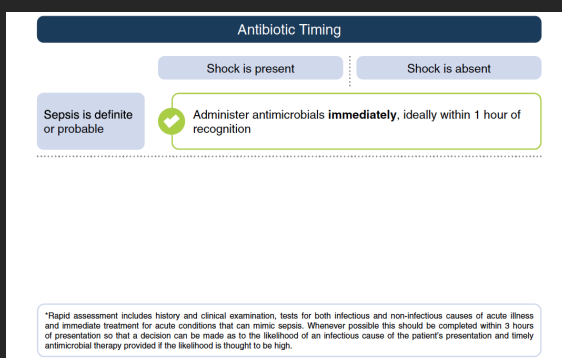 Antibiotic Timing
Shock is present
Shock is absent
Sepsis is definite
or probable
Administer antimicrobials immediately, ideally within 1 hour of
recognition
*Rapid assessment includes history and clinical examination, tests for both infectious and non-infectious causes of acute illness
and immediate treatment for acute conditions that can mimic sepsis. Whenever possible this should be completed within 3 hours
of presentation so that a decision can be made as to the likelihood of an infectious cause of the patient's presentation and timely
antimicrobial therapy provided if the likelihood is thought to be high.